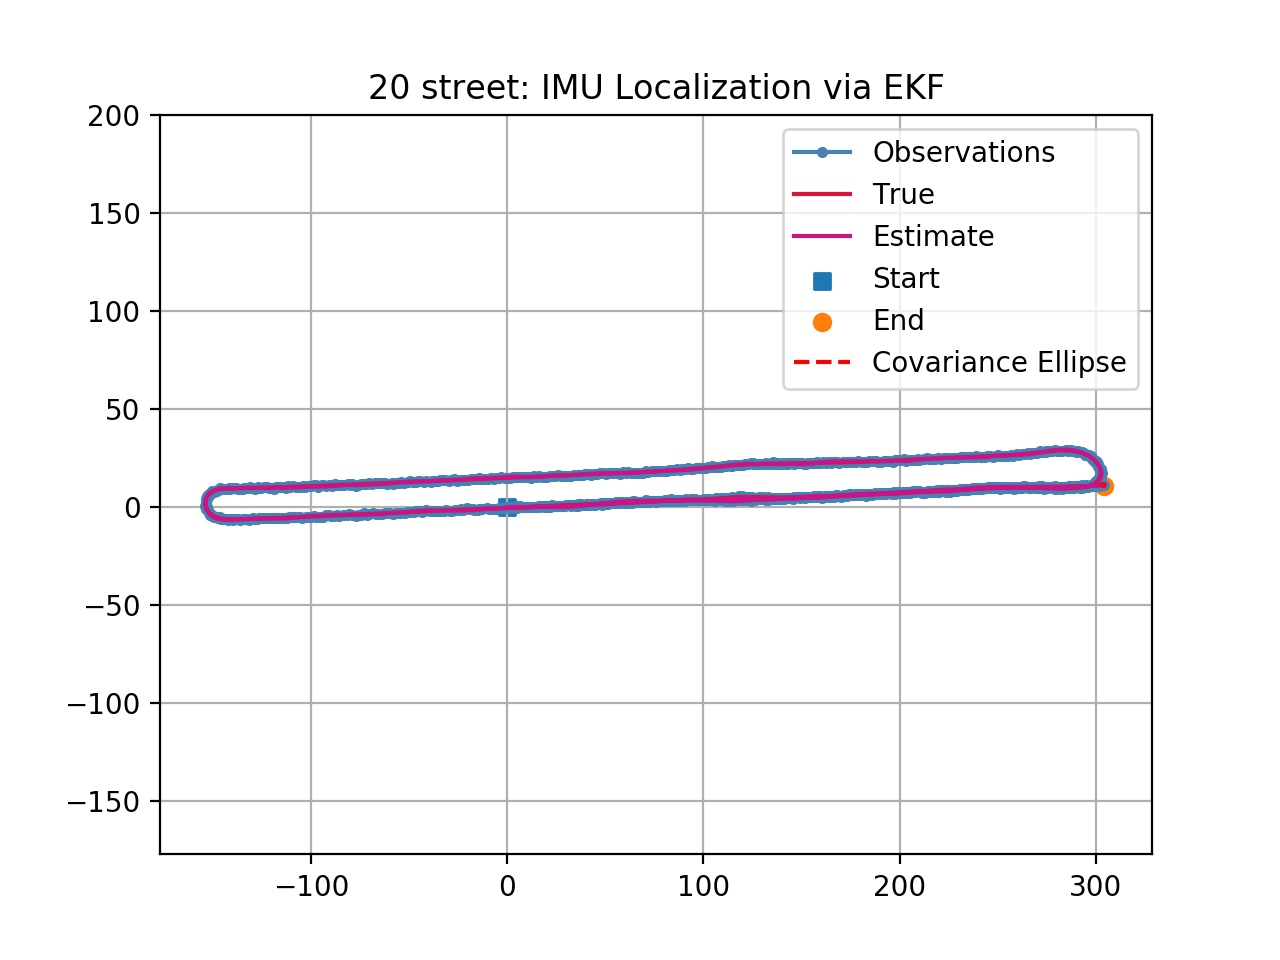 20 street: IMU Localization via EKF
200
150
100
50
0
−50
−100
−150
−100
0
100
200
300
Observations
True
Estimate
Start
End
Covariance Ellipse